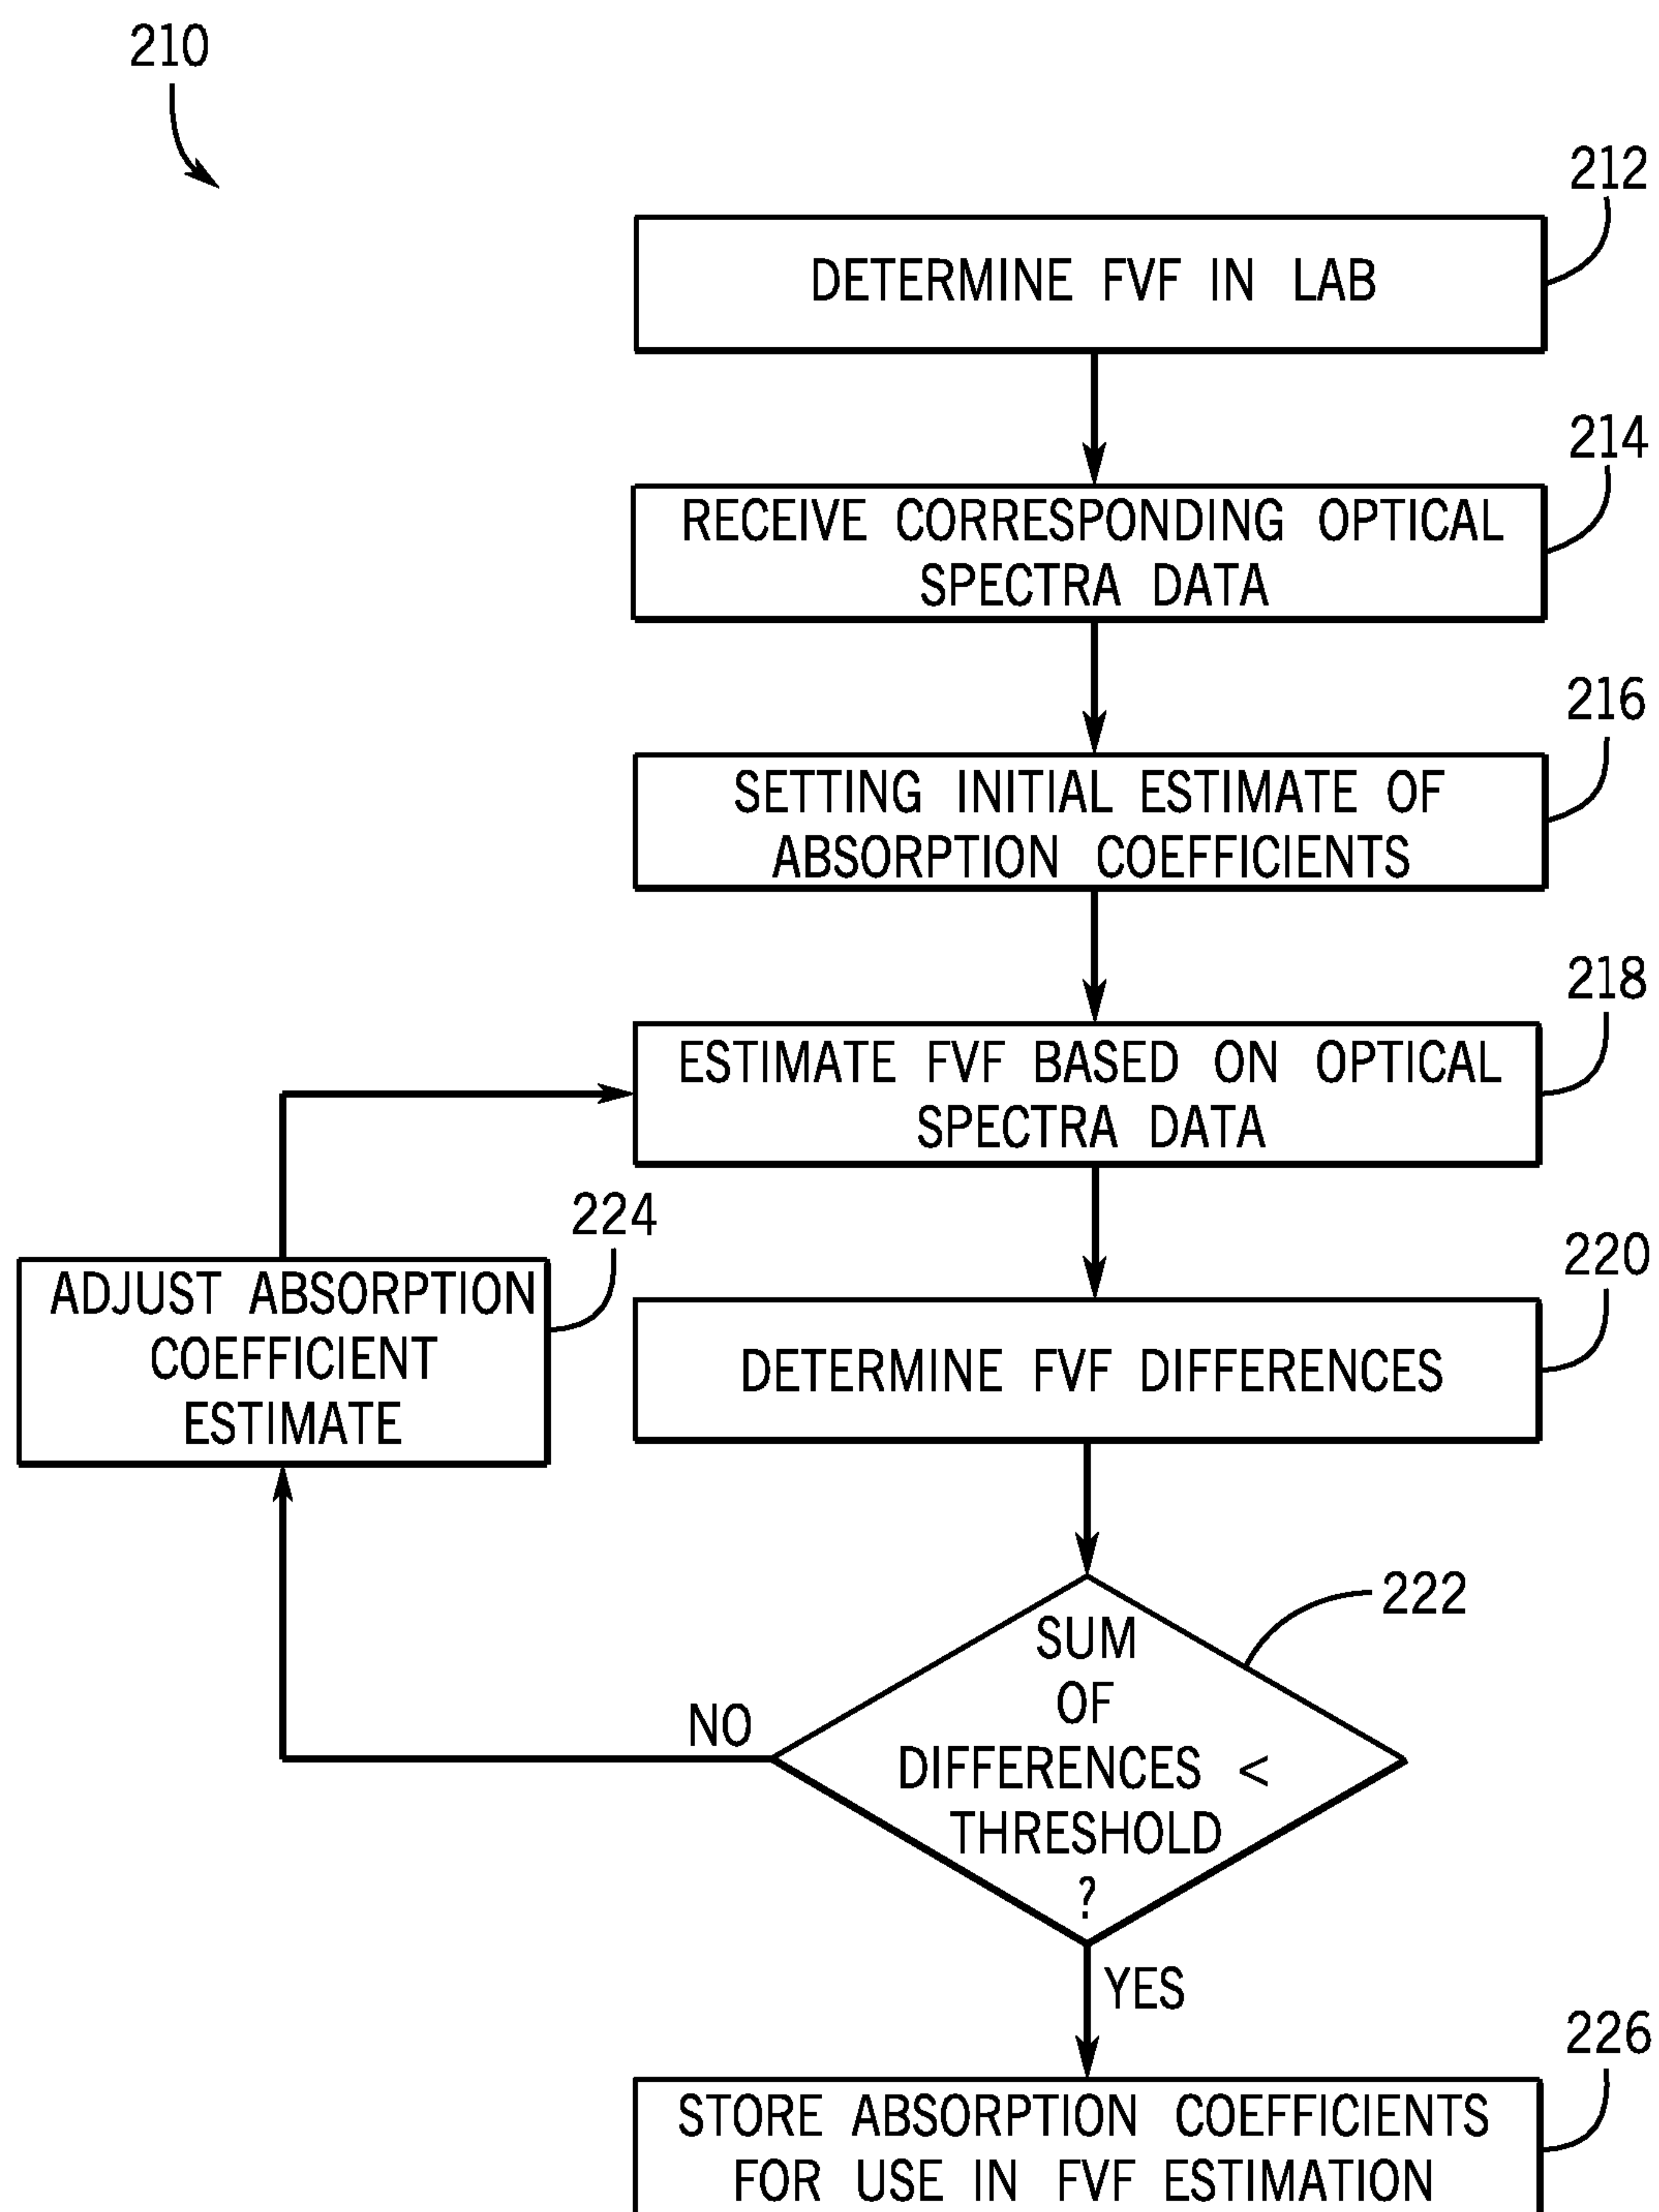 210
212
DETERMINE FVF IN LAB
214
RECEIVE CORRESPONDING OPTICAL
SPECTRA DATA
216
SETTING INITIAL ESTIMATE OF
ABSORPTION COEFFICIENTS
218
ESTIMATE FVF BASED ON OPTICAL
SPECTRA DATA
224
ADJUST ABSORPTION
COEFFICIENT
ESTIMATE
220
DETERMINE FVF DIFFERENCES
222
SUM
OF
DIFFERENCES <
THRESHOLD
?
NO
YES
226
STORE ABSORPTION COEFFICIENTS
FOR USE IN FVF ESTIMATION